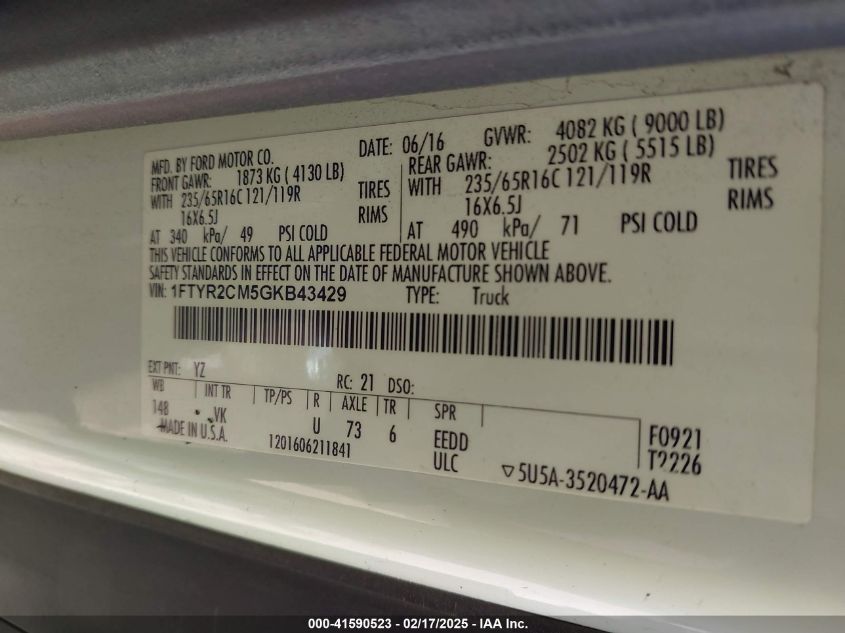 MFD. BY FORD MOTOR CO. DATE: 06/16 GVWR: 4082 KG ( 9000 LB)
FRONT GAWR: 1873 KG ( 4130 LB) REAR GAWR: 2502 KG ( 5515 LB)
WITH 235/65R16C 121/119R TIRES WITH 235/65R16C 121/119R TIRES
16X6.5J RIMS 16X6.5J RIMS
AT 340 kPa/ 49 PSI COLD AT 490 kPa/ 71 PSI COLD
THIS VEHICLE CONFORMS TO ALL APPLICABLE FEDERAL MOTOR VEHICLE
SAFETY STANDARDS IN EFFECT ON THE DATE OF MANUFACTURE SHOWN ABOVE.
VIN: 1FTYR2CM5GKB43429 TYPE: Truck
EXT PNT: YZ RC: 21 DSO:
WB INT TR TP/PS R AXLE TR SPR
148 VK U 73 6 EEDD F0921
MADE IN U.S.A. 1201606211841 ULC T2226
▽5U5A-3520472-AA
000-41590523 - 02/17/2025 - IAA Inc.